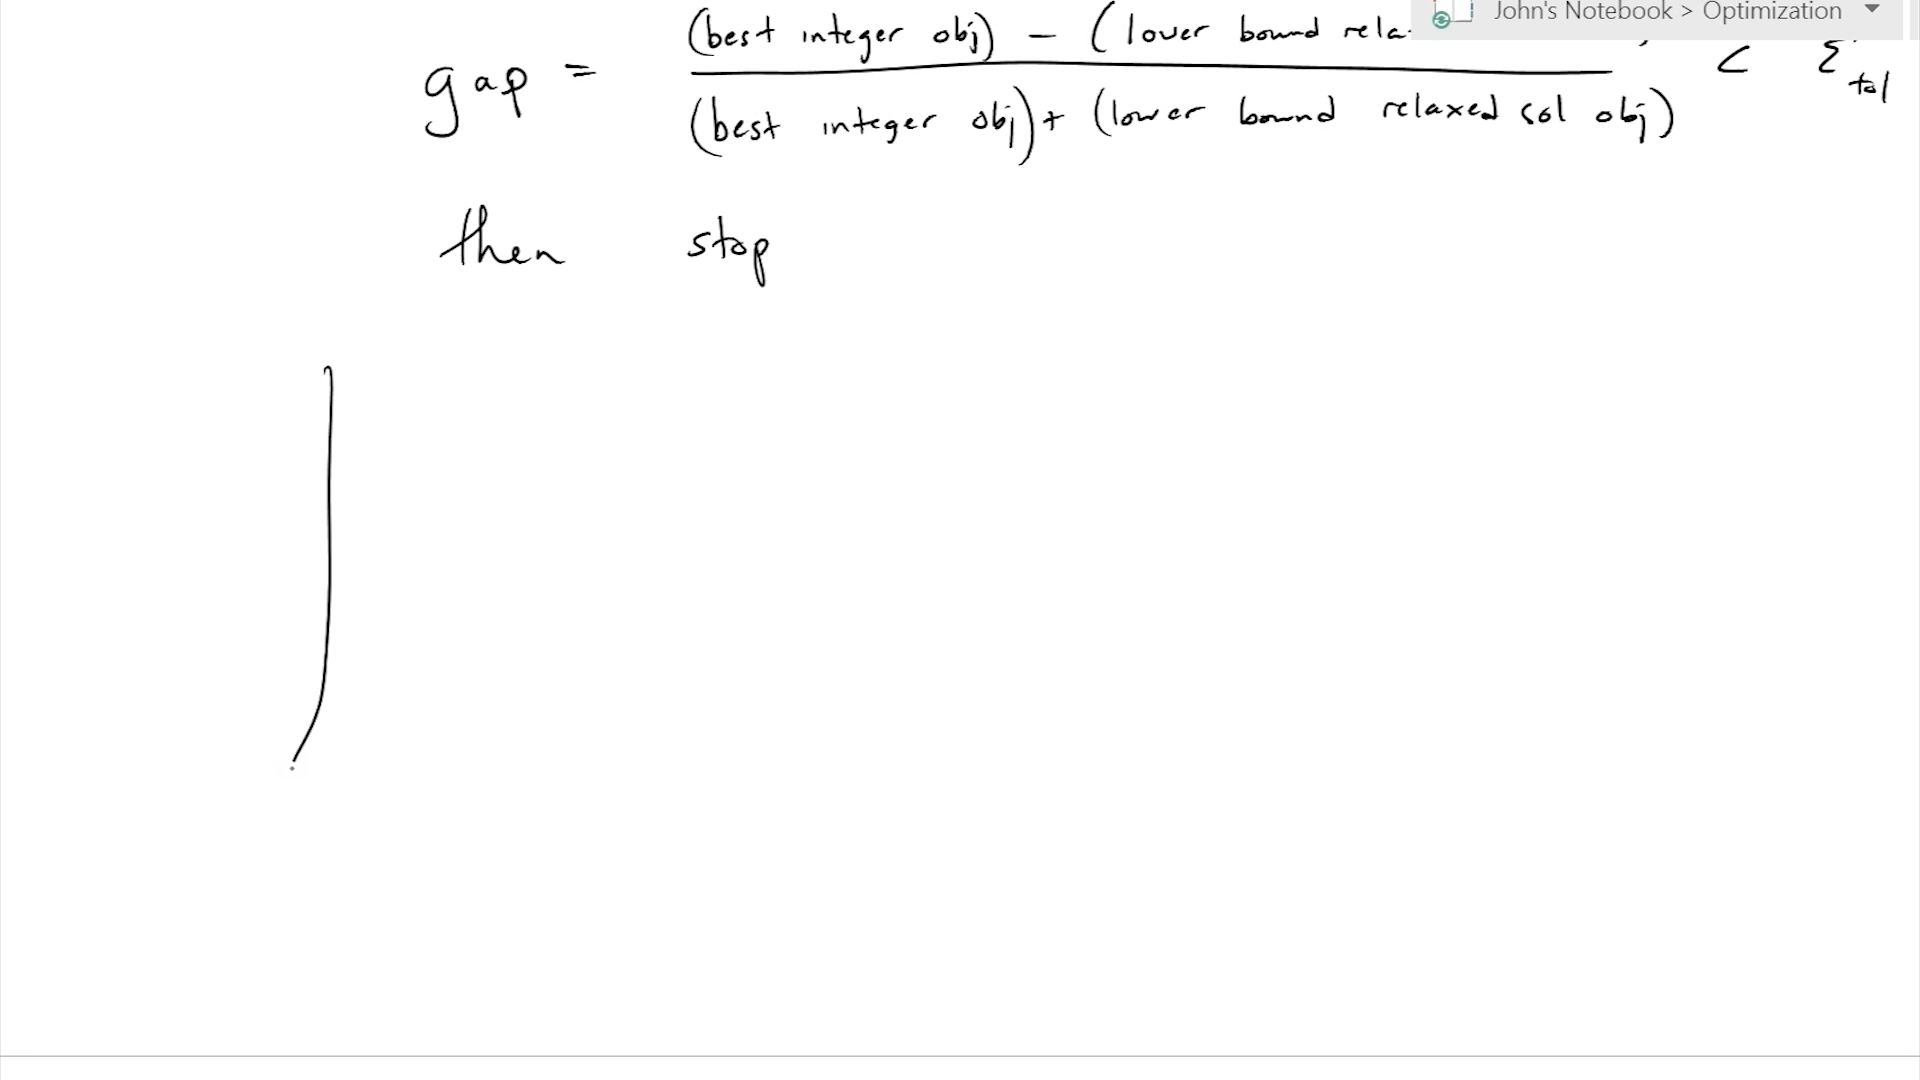 John's Notebook > Optimization
(best integer obj) - (lower bound rela
gap = < ε tol
(best integer obj) + (lower bound relaxed sol obj)
then stop